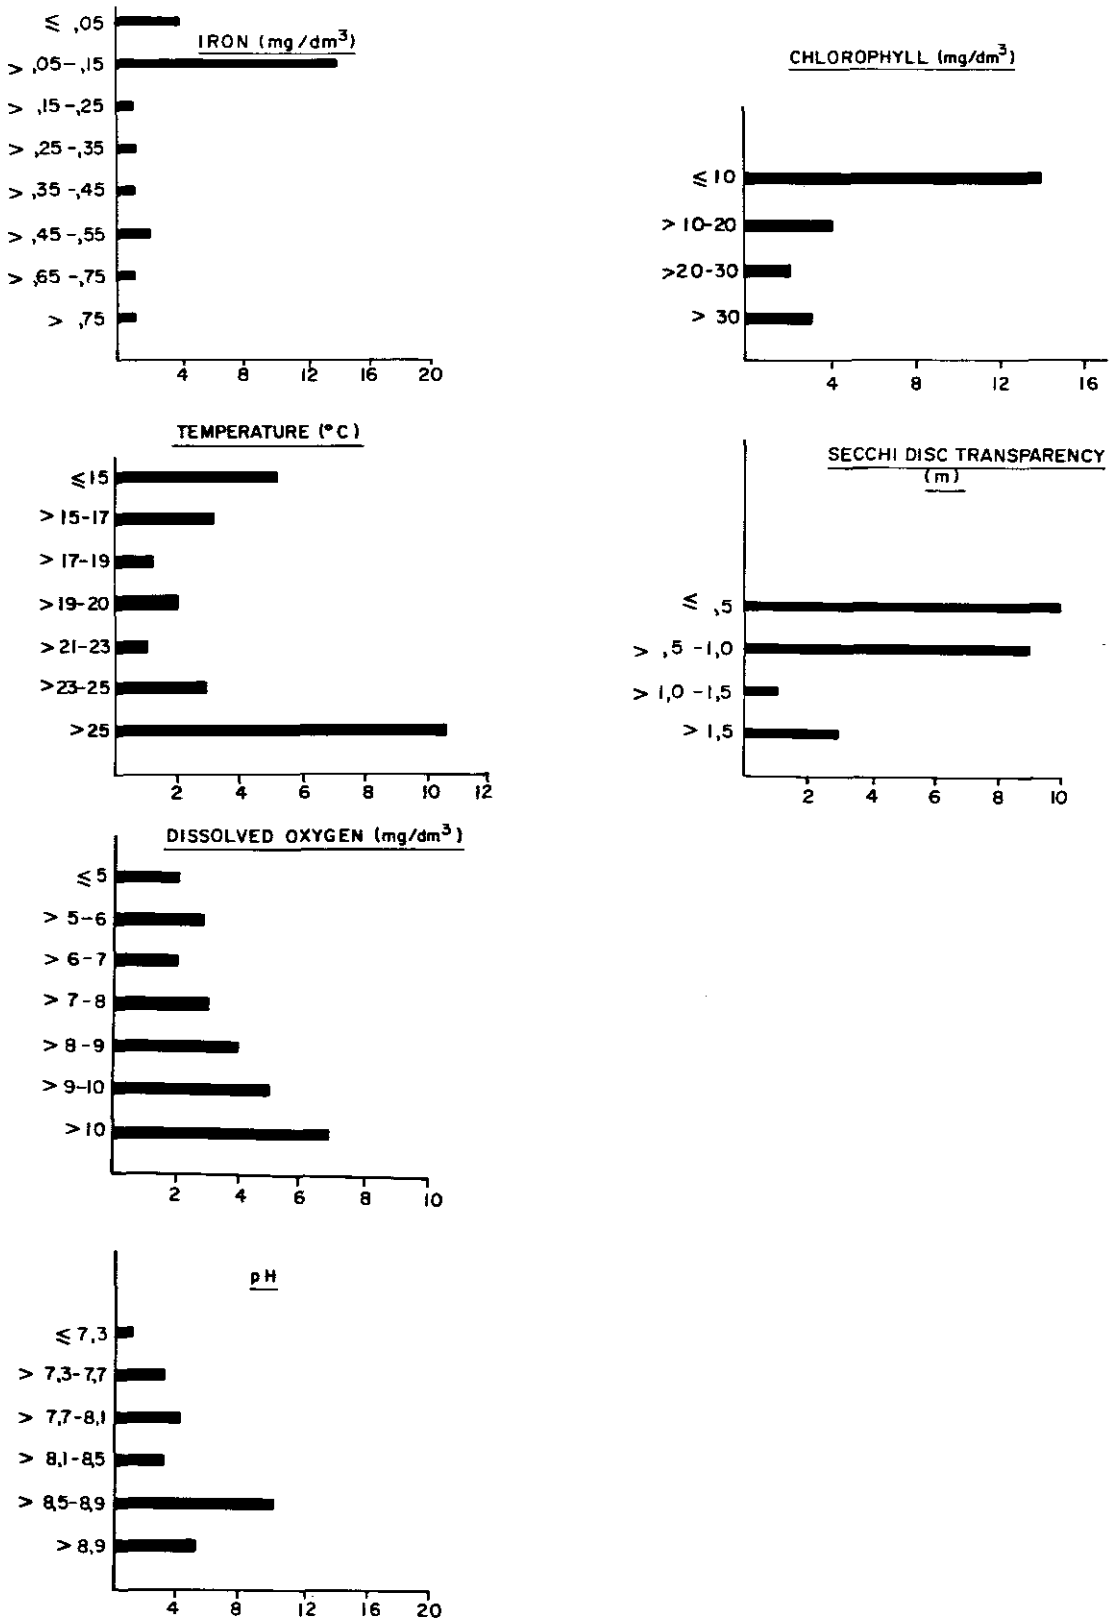 IRON (mg/dm³)
≤ ,05
> ,05-,15
> ,15-,25
> ,25-,35
> ,35-,45
> ,45-,55
> ,65-,75
> ,75
4 8 12 16 20
CHLOROPHYLL (mg/dm³)
≤ 10
> 10-20
>20-30
> 30
4 8 12 16
TEMPERATURE (°C)
≤ 15
> 15-17
> 17-19
>19-20
>21-23
>23-25
>25
2 4 6 8 10 12
SECCHI DISC TRANSPARENCY
(m)
≤ ,5
> ,5 -1,0
> 1,0 -1,5
> 1,5
2 4 6 8 10
DISSOLVED OXYGEN (mg/dm³)
≤ 5
> 5-6
> 6-7
> 7-8
> 8-9
> 9-10
> 10
2 4 6 8 10
pH
≤ 7,3
> 7,3-7,7
> 7,7-8,1
> 8,1-8,5
> 8,5-8,9
> 8,9
4 8 12 16 20